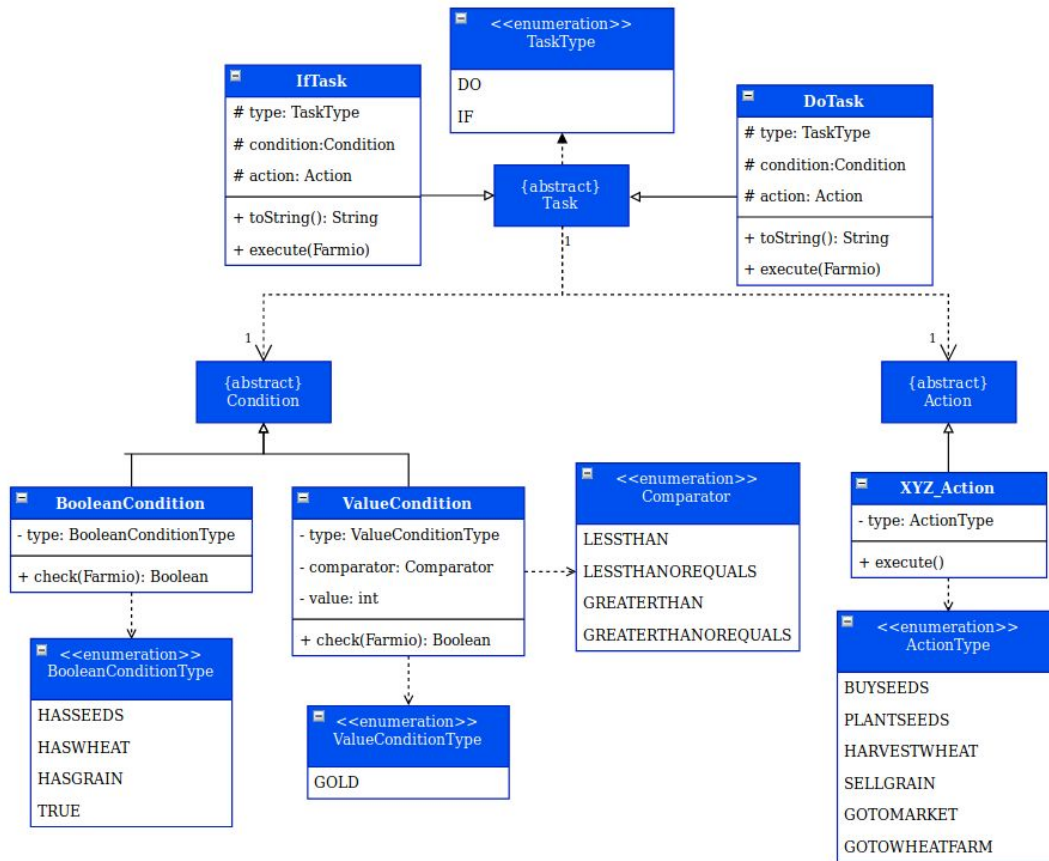 <<enumeration>>
TaskType
DO
IF
IfTask
# type: TaskType
# condition:Condition
# action: Action
+ toString(): String
+ execute(Farmio)
{abstract}
Task
DoTask
# type: TaskType
# condition:Condition
# action: Action
+ toString(): String
+ execute(Farmio)
1
1
1
{abstract}
Condition
{abstract}
Action
BooleanCondition
- type: BooleanConditionType
+ check(Farmio): Boolean
ValueCondition
- type: ValueConditionType
- comparator: Comparator
- value: int
+ check(Farmio): Boolean
<<enumeration>>
Comparator
LESSTHAN
LESSTHANOREQUALS
GREATERTHAN
GREATERTHANOREQUALS
XYZ_Action
- type: ActionType
+ execute()
<<enumeration>>
BooleanConditionType
HASSEEDS
HASWHEAT
HASGRAIN
TRUE
<<enumeration>>
ValueConditionType
GOLD
<<enumeration>>
ActionType
BUYSEEDS
PLANTSEEDS
HARVESTWHEAT
SELLGRAIN
GOTOMARKET
GOTOWHEATFARM